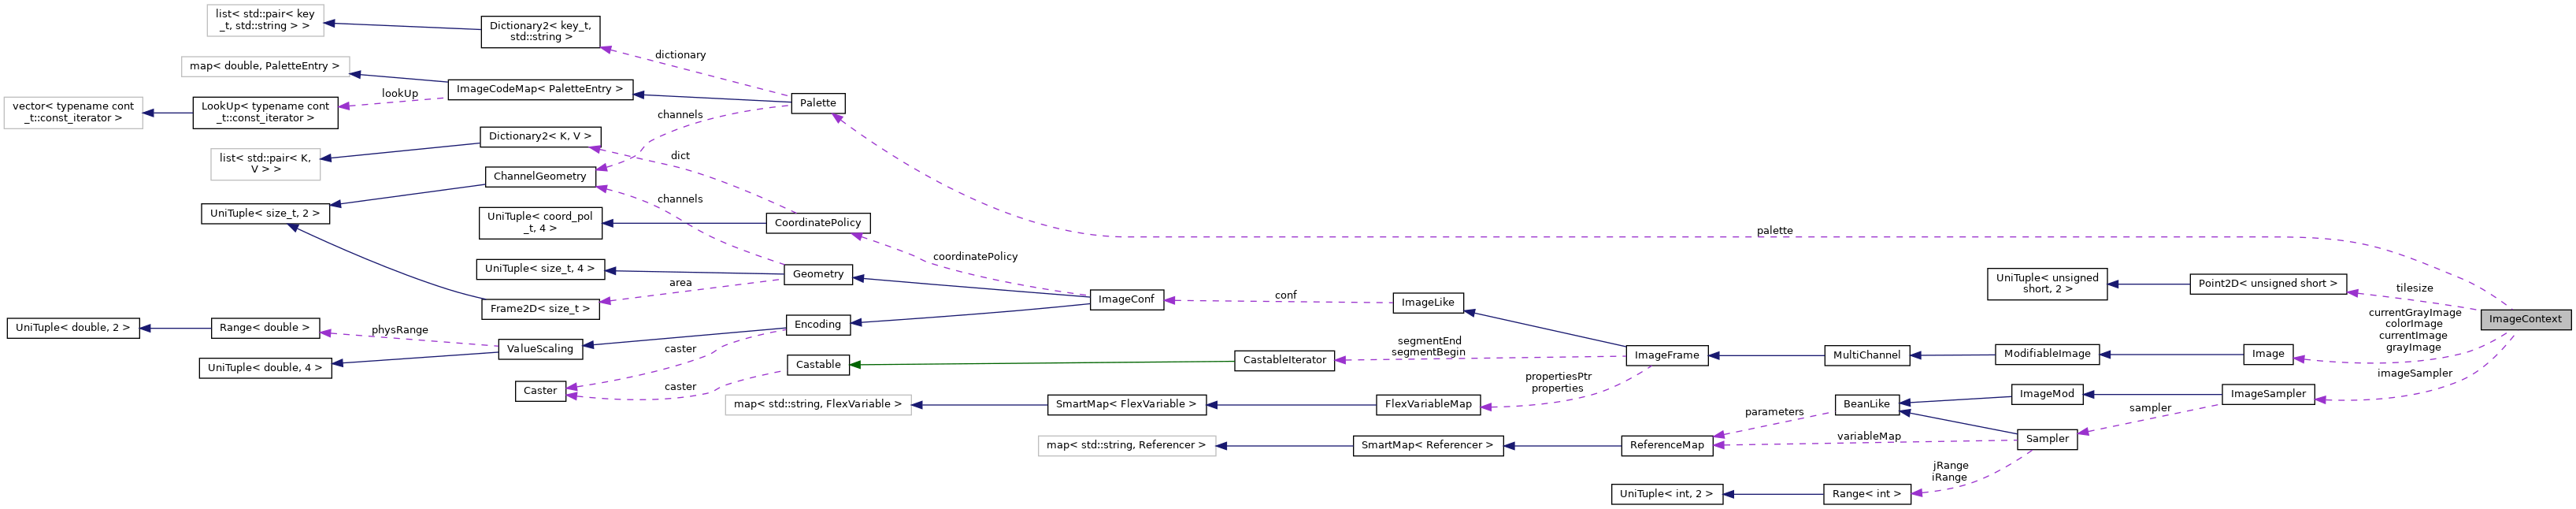 list< std::pair< key
_t, std::string > >
Dictionary2< key_t,
std::string >
dictionary
map< double, PaletteEntry >
ImageCodeMap< PaletteEntry >
lookUp
vector< typename cont
_t::const_iterator >
LookUp< typename cont
_t::const_iterator >
Palette
channels
Dictionary2< K, V >
list< std::pair< K,
V > >
dict
ChannelGeometry
channels
UniTuple< size_t, 2 >
UniTuple< coord_pol
_t, 4 >
CoordinatePolicy
palette
coordinatePolicy
UniTuple< size_t, 4 >
Geometry
area
Frame2D< size_t >
ImageConf
conf
ImageLike
UniTuple< unsigned
short, 2 >
Point2D< unsigned short >
tilesize
ImageContext
currentGrayImage
colorImage
currentImage
grayImage
UniTuple< double, 2 >
Range< double >
physRange
Encoding
ValueScaling
caster
UniTuple< double, 4 >
Castable
CastableIterator
segmentEnd
segmentBegin
ImageFrame
MultiChannel
ModifiableImage
Image
imageSampler
Caster
caster
propertiesPtr
properties
map< std::string, FlexVariable >
SmartMap< FlexVariable >
FlexVariableMap
BeanLike
ImageMod
ImageSampler
parameters
sampler
map< std::string, Referencer >
SmartMap< Referencer >
ReferenceMap
variableMap
Sampler
jRange
iRange
UniTuple< int, 2 >
Range< int >